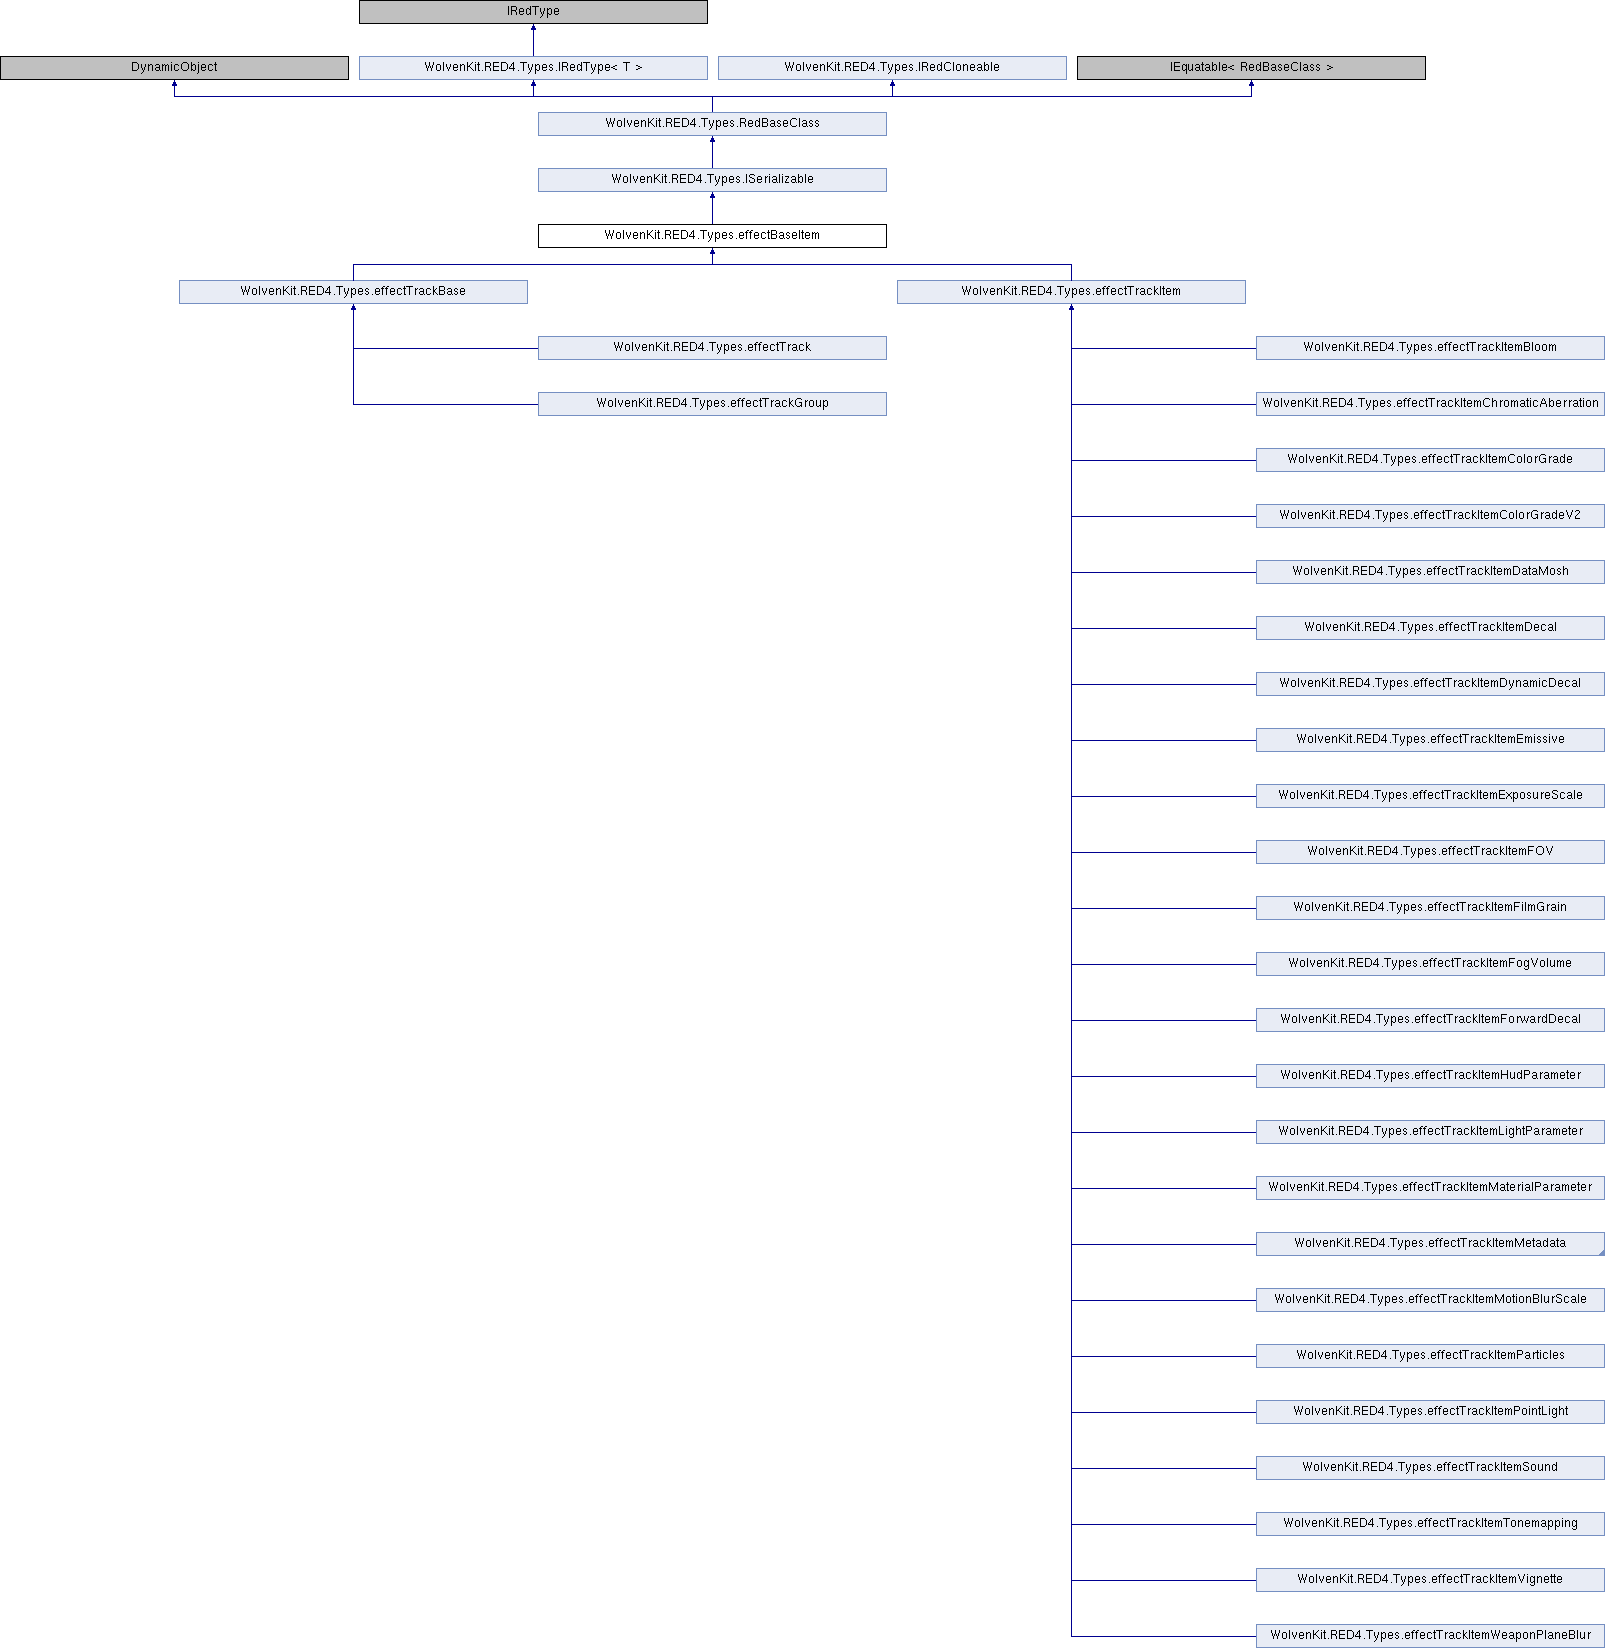 IRedType
DynamicObject
WolvenKit.RED4.Types.IRedType< T >
WolvenKit.RED4.Types.IRedCloneable
IEquatable< RedBaseClass >
WolvenKit.RED4.Types.RedBaseClass
WolvenKit.RED4.Types.ISerializable
WolvenKit.RED4.Types.effectBaseItem
WolvenKit.RED4.Types.effectTrackBase
WolvenKit.RED4.Types.effectTrackItem
WolvenKit.RED4.Types.effectTrack
WolvenKit.RED4.Types.effectTrackItemBloom
WolvenKit.RED4.Types.effectTrackGroup
WolvenKit.RED4.Types.effectTrackItemChromaticAberration
WolvenKit.RED4.Types.effectTrackItemColorGrade
WolvenKit.RED4.Types.effectTrackItemColorGradeV2
WolvenKit.RED4.Types.effectTrackItemDataMosh
WolvenKit.RED4.Types.effectTrackItemDecal
WolvenKit.RED4.Types.effectTrackItemDynamicDecal
WolvenKit.RED4.Types.effectTrackItemEmissive
WolvenKit.RED4.Types.effectTrackItemExposureScale
WolvenKit.RED4.Types.effectTrackItemFOV
WolvenKit.RED4.Types.effectTrackItemFilmGrain
WolvenKit.RED4.Types.effectTrackItemFogVolume
WolvenKit.RED4.Types.effectTrackItemForwardDecal
WolvenKit.RED4.Types.effectTrackItemHudParameter
WolvenKit.RED4.Types.effectTrackItemLightParameter
WolvenKit.RED4.Types.effectTrackItemMaterialParameter
WolvenKit.RED4.Types.effectTrackItemMetadata
WolvenKit.RED4.Types.effectTrackItemMotionBlurScale
WolvenKit.RED4.Types.effectTrackItemParticles
WolvenKit.RED4.Types.effectTrackItemPointLight
WolvenKit.RED4.Types.effectTrackItemSound
WolvenKit.RED4.Types.effectTrackItemTonemapping
WolvenKit.RED4.Types.effectTrackItemVignette
WolvenKit.RED4.Types.effectTrackItemWeaponPlaneBlur